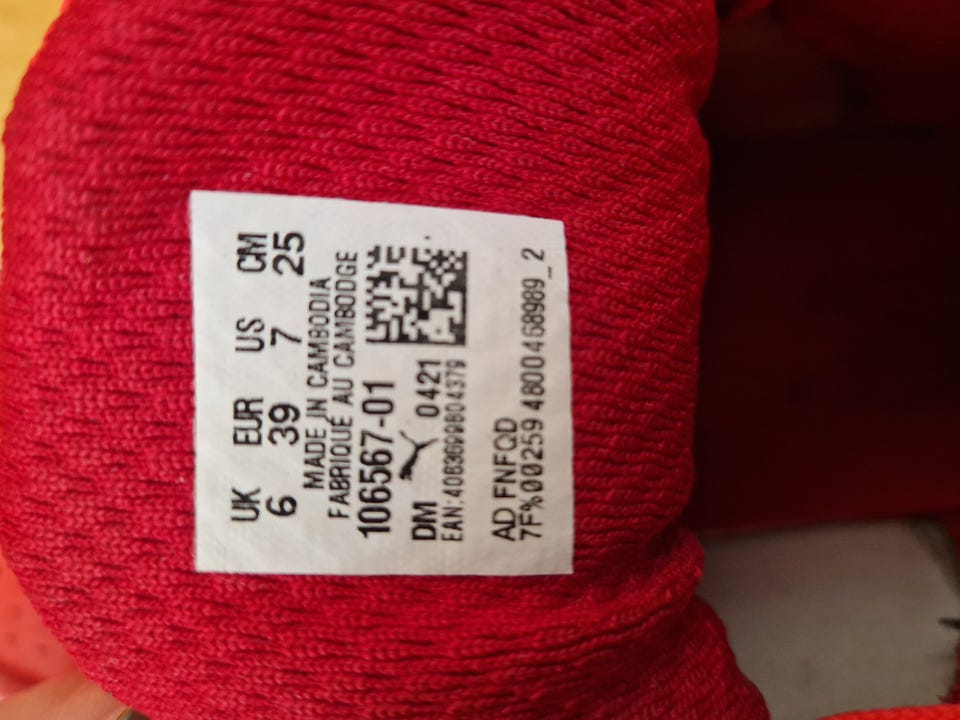 UK EUR US CM
6 39 7 25
MADE IN CAMBODIA
FABRIQUÉ AU CAMBODGE
106567-01
DM 0421
EAN:4063699804379
AD FNFQD
7F%00259 4800468989_2